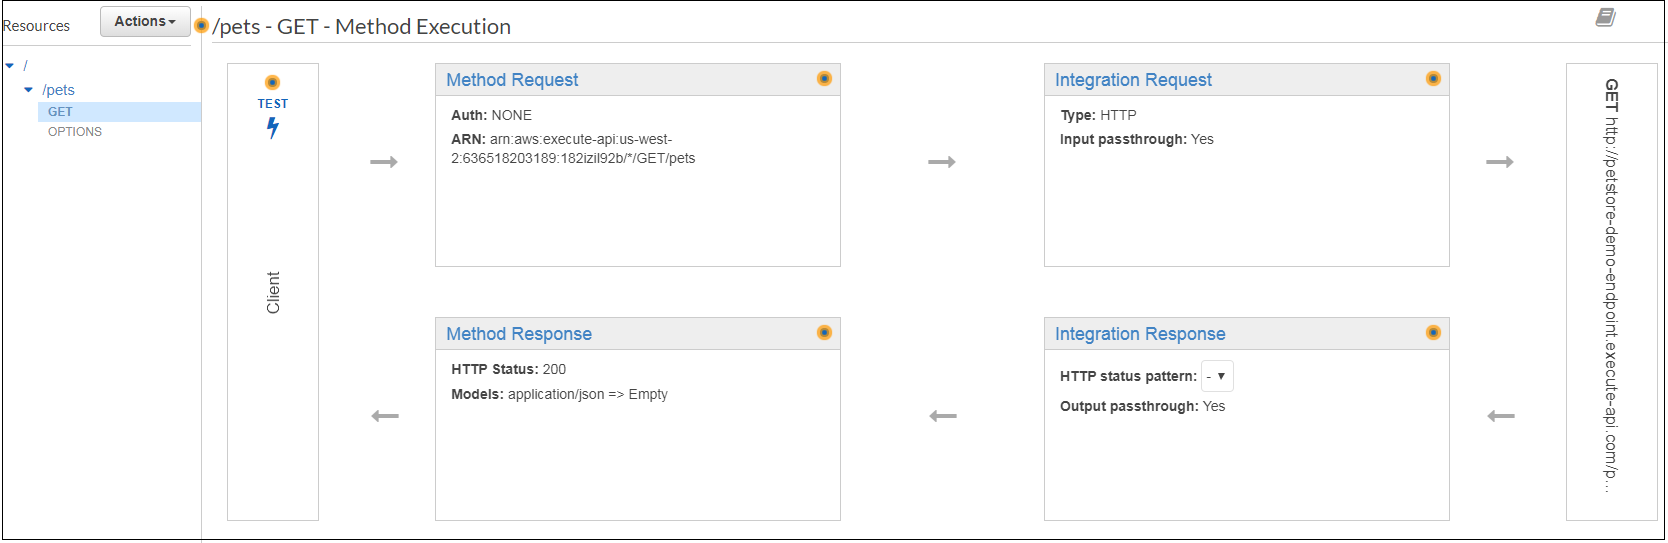 Resources
Actions
/
/pets
GET
OPTIONS
/pets - GET - Method Execution
TEST
Client
Method Request
Auth: NONE
ARN: arn:aws:execute-api:us-west-
2:636518203189:182izil92b/*/GET/pets
Integration Request
Type: HTTP
Input passthrough: Yes
GET http://petstore-demo-endpoint.execute-api.com/p...
Method Response
HTTP Status: 200
Models: application/json => Empty
Integration Response
HTTP status pattern: -
Output passthrough: Yes